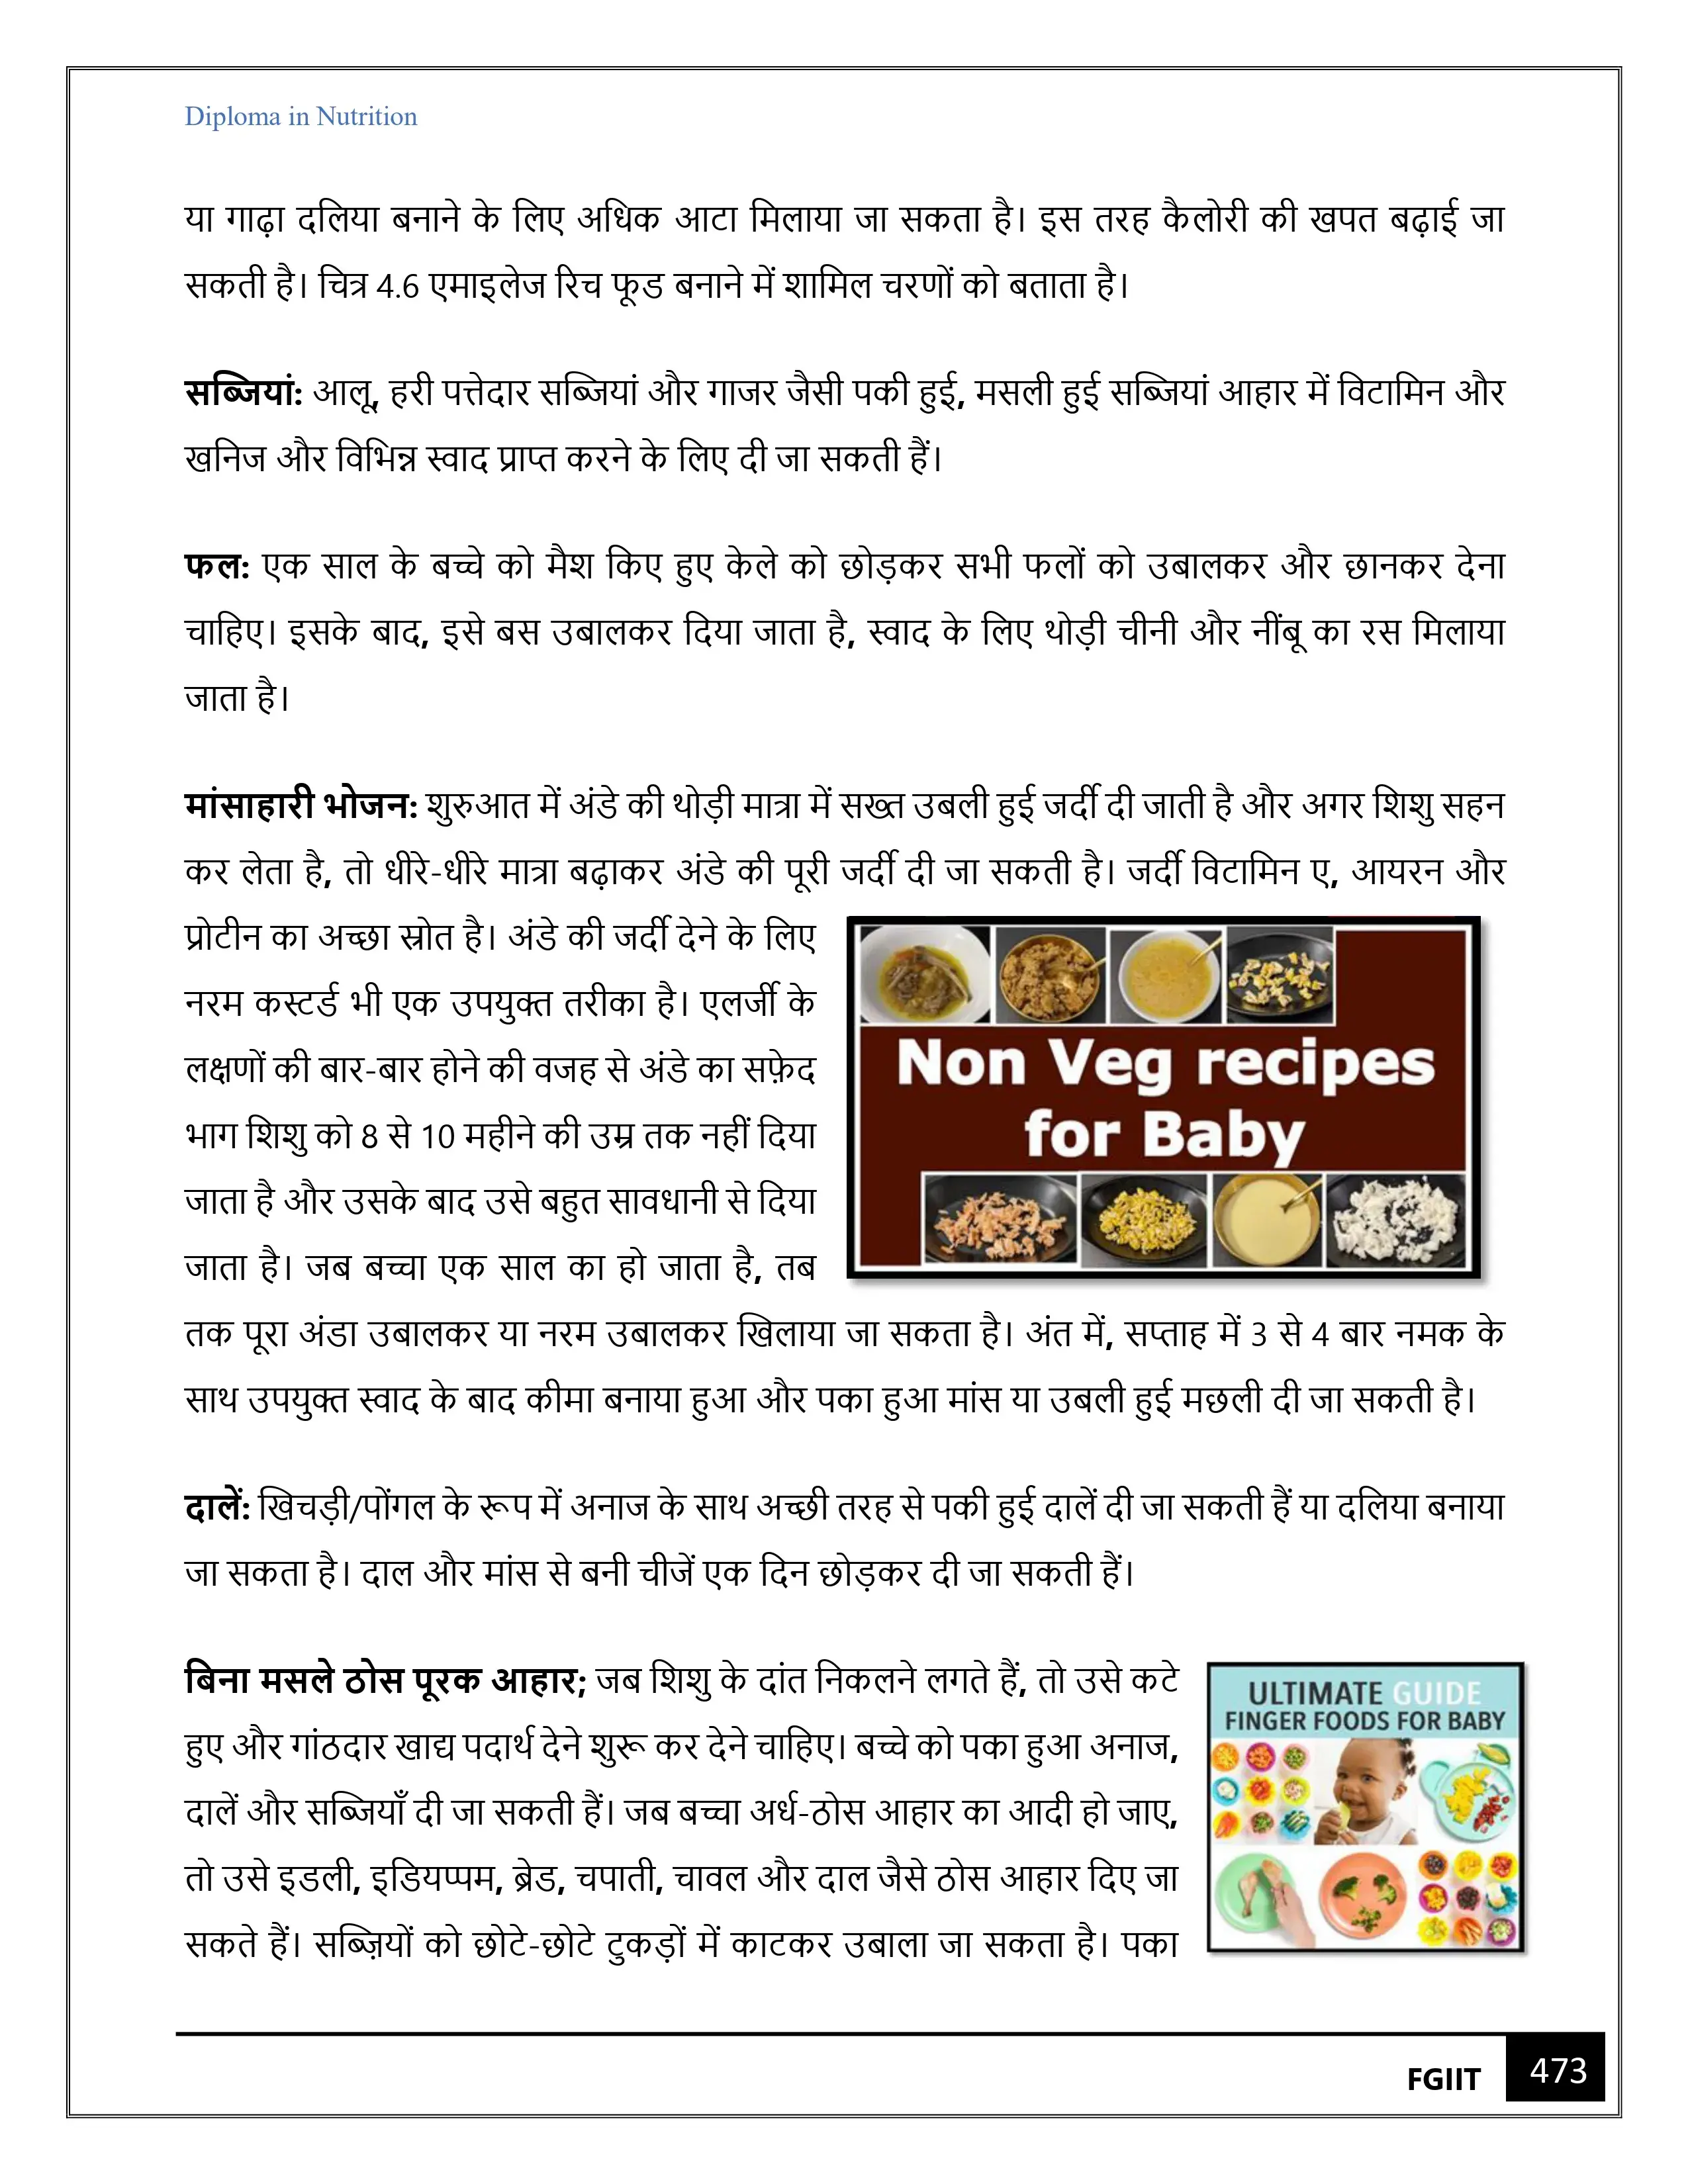 Diploma in Nutrition
या गाढ़ा दलिया बनाने के लिए अधिक आटा मिलाया जा सकता है। इस तरह कैलोरी की खपत बढ़ाई जा
सकती है। चित्र 4.6 एमाइलेज रिच फूड बनाने में शामिल चरणों को बताता है।
सब्जियां: आलू, हरी पत्तेदार सब्जियां और गाजर जैसी पकी हुई, मसली हुई सब्जियां आहार में विटामिन और
खनिज और विभिन्न स्वाद प्राप्त करने के लिए दी जा सकती हैं।
फल: एक साल के बच्चे को मैश किए हुए केले को छोड़कर सभी फलों को उबालकर और छानकर देना
चाहिए। इसके बाद, इसे बस उबालकर दिया जाता है, स्वाद के लिए थोड़ी चीनी और नींबू का रस मिलाया
जाता है।
मांसाहारी भोजन: शुरुआत में अंडे की थोड़ी मात्रा में सख्त उबली हुई जर्दी दी जाती है और अगर शिशु सहन
कर लेता है, तो धीरे-धीरे मात्रा बढ़ाकर अंडे की पूरी जर्दी दी जा सकती है। जर्दी विटामिन ए, आयरन और
प्रोटीन का अच्छा स्रोत है। अंडे की जर्दी देने के लिए
नरम कस्टर्ड भी एक उपयुक्त तरीका है। एलर्जी के
लक्षणों की बार-बार होने की वजह से अंडे का सफ़ेद
भाग शिशु को 8 से 10 महीने की उम्र तक नहीं दिया
जाता है और उसके बाद उसे बहुत सावधानी से दिया
जाता है। जब बच्चा एक साल का हो जाता है, तब
Non Veg recipes
for Baby
तक पूरा अंडा उबालकर या नरम उबालकर खिलाया जा सकता है। अंत में, सप्ताह में 3 से 4 बार नमक के
साथ उपयुक्त स्वाद के बाद कीमा बनाया हुआ और पका हुआ मांस या उबली हुई मछली दी जा सकती है।
दालें: खिचड़ी/पोंगल के रूप में अनाज के साथ अच्छी तरह से पकी हुई दालें दी जा सकती हैं या दलिया बनाया
जा सकता है। दाल और मांस से बनी चीजें एक दिन छोड़कर दी जा सकती हैं।
बिना मसले ठोस पूरक आहार; जब शिशु के दांत निकलने लगते हैं, तो उसे कटे
हुए और गांठदार खाद्य पदार्थ देने शुरू कर देने चाहिए। बच्चे को पका हुआ अनाज,
दालें और सब्जियाँ दी जा सकती हैं। जब बच्चा अर्ध-ठोस आहार का आदी हो जाए,
तो उसे इडली, इडियप्पम, ब्रेड, चपाती, चावल और दाल जैसे ठोस आहार दिए जा
सकते हैं। सब्ज़ियों को छोटे-छोटे टुकड़ों में काटकर उबाला जा सकता है। पका
ULTIMATE GUIDE
FINGER FOODS FOR BABY
FGIIT 473